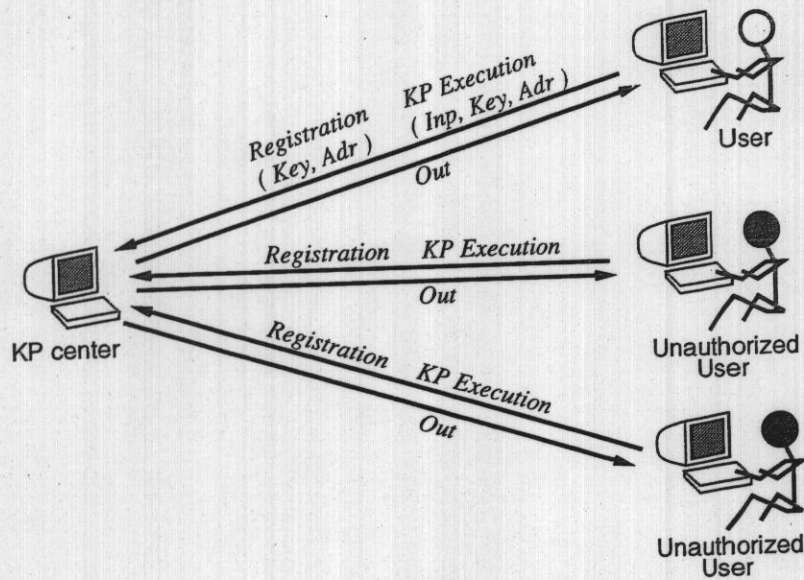 KP Execution
( Inp, Key, Adr )
Registration
( Key, Adr )
Out
User
Registration KP Execution
Out
KP center
Unauthorized
User
Registration KP Execution
Out
Unauthorized
User